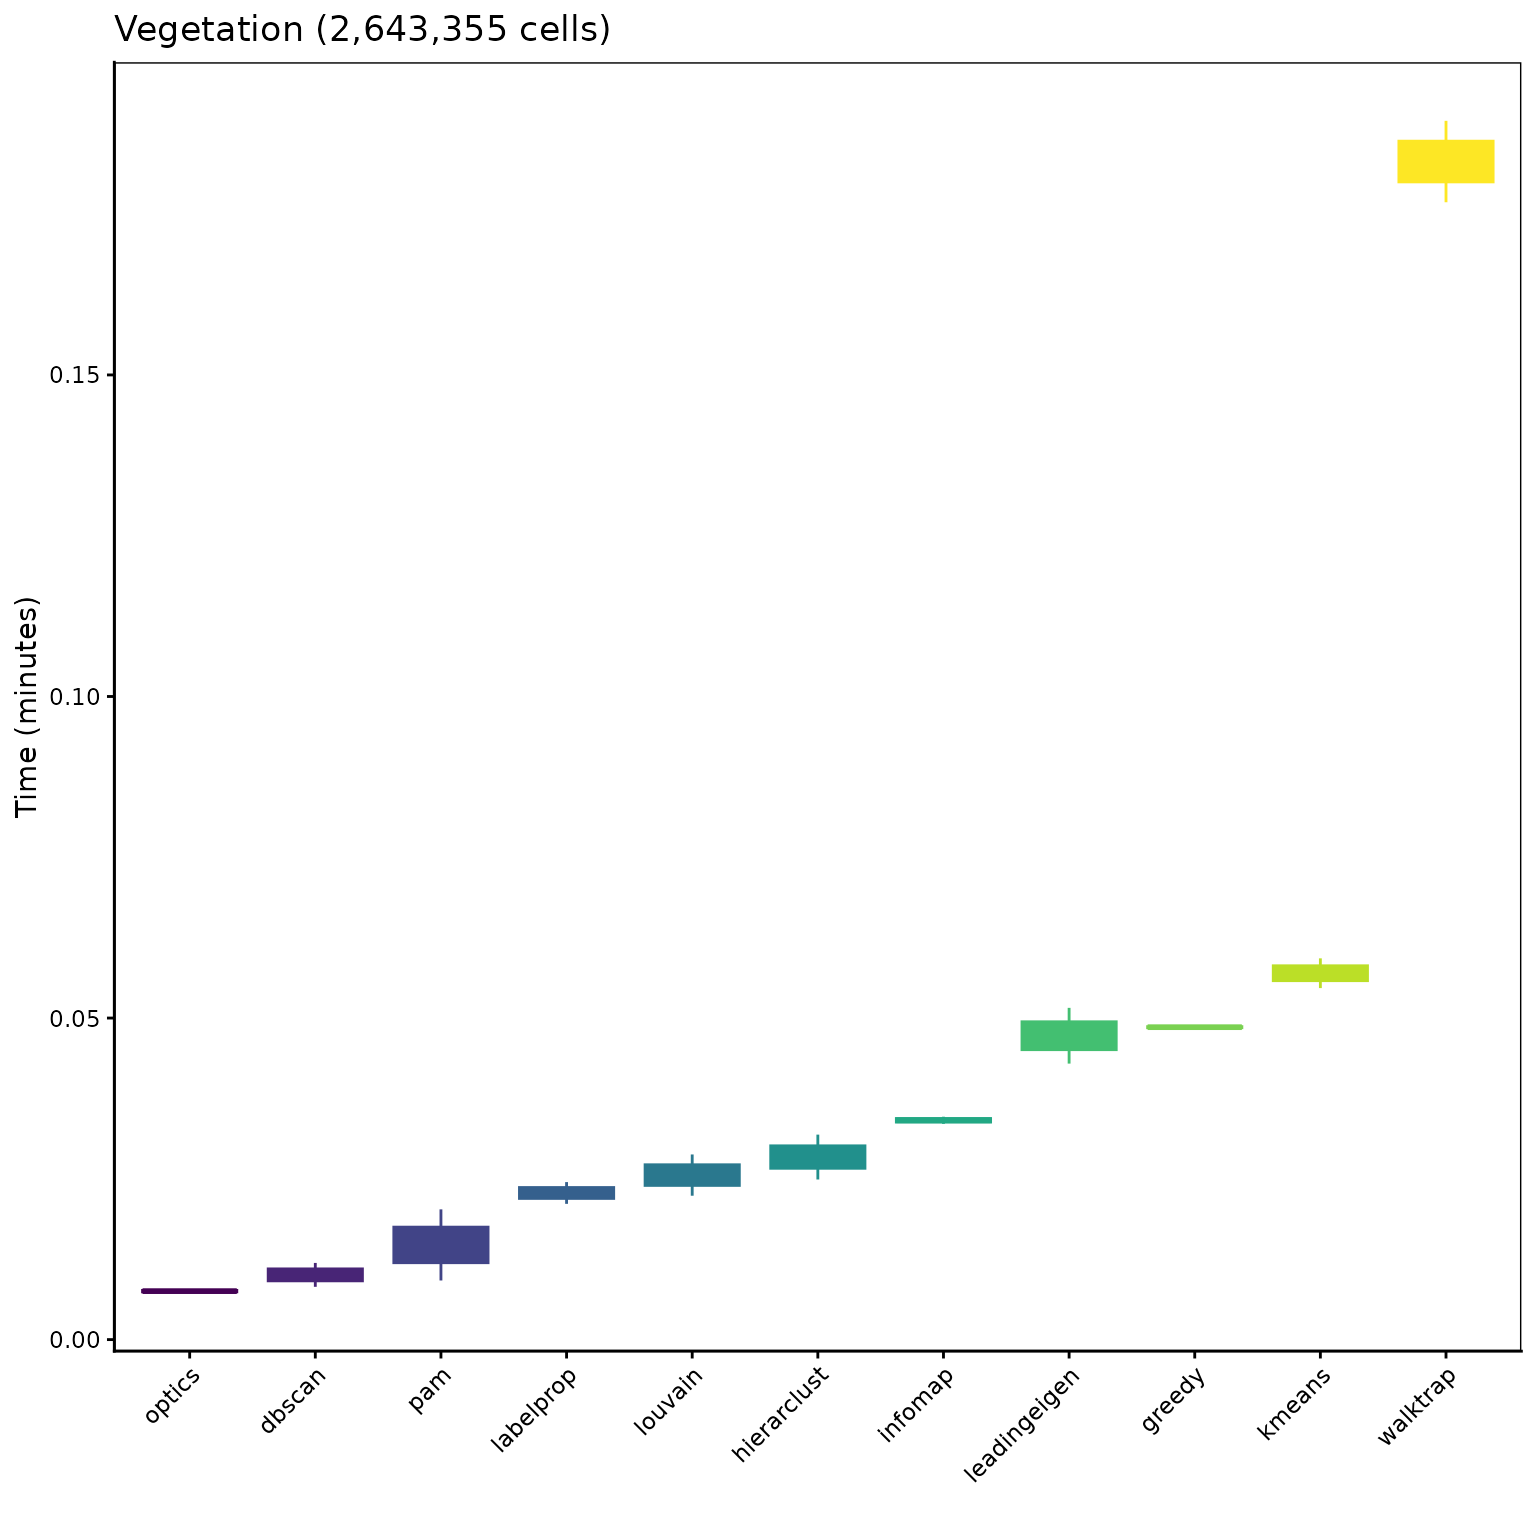 Vegetation (2,643,355 cells)
Time (minutes)
0.15
0.10
0.05
0.00
optics
dbscan
pam
labelprop
louvain
hierarclust
infomap
leadingeigen
greedy
kmeans
walktrap